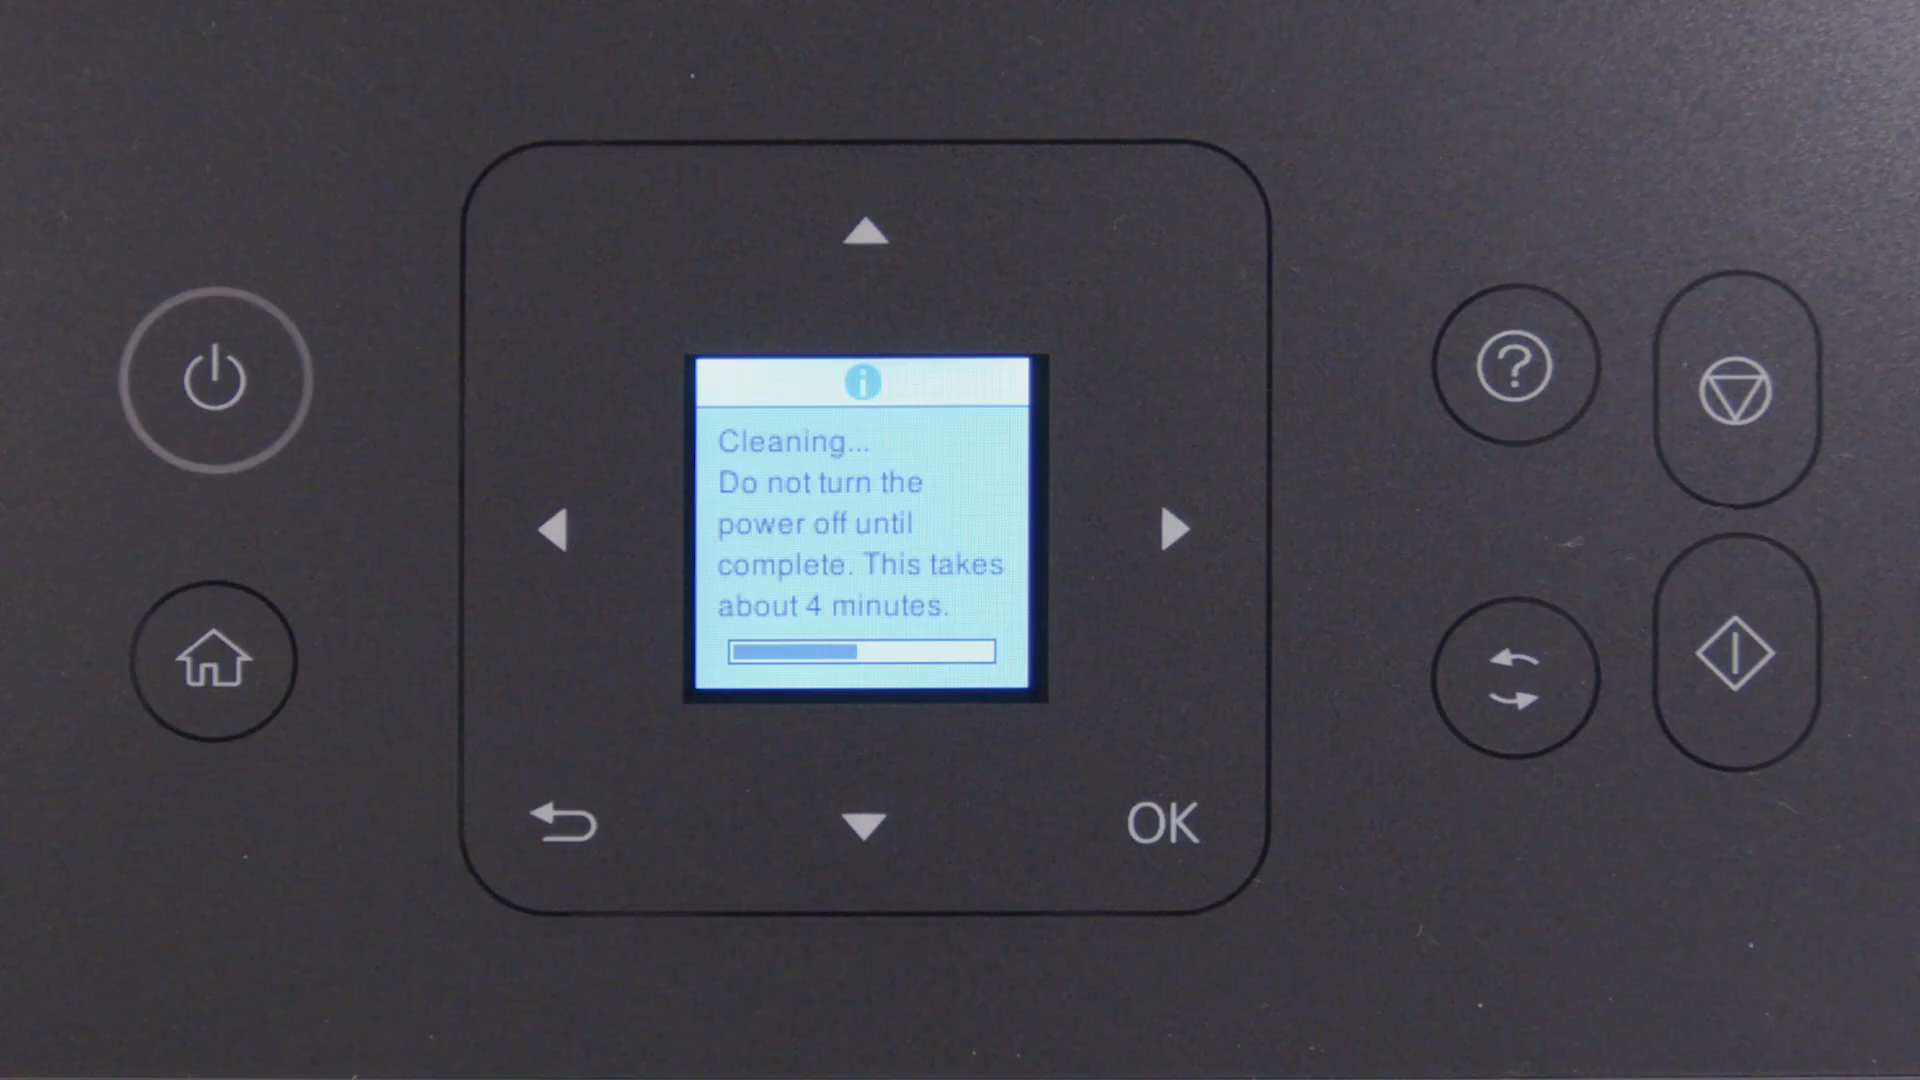 Cleaning...
Do not turn the
power off until
complete. This takes
about 4 minutes.
OK